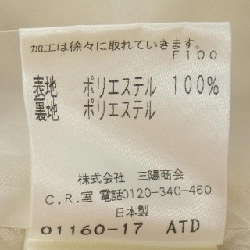 加工は徐々に取れていきます。
F100
表地 ポリエステル 100%
裏地 ポリエステル
株式会社 三陽商会
C.R.室 電話0120-340-460
日本製
01160-17 ATD